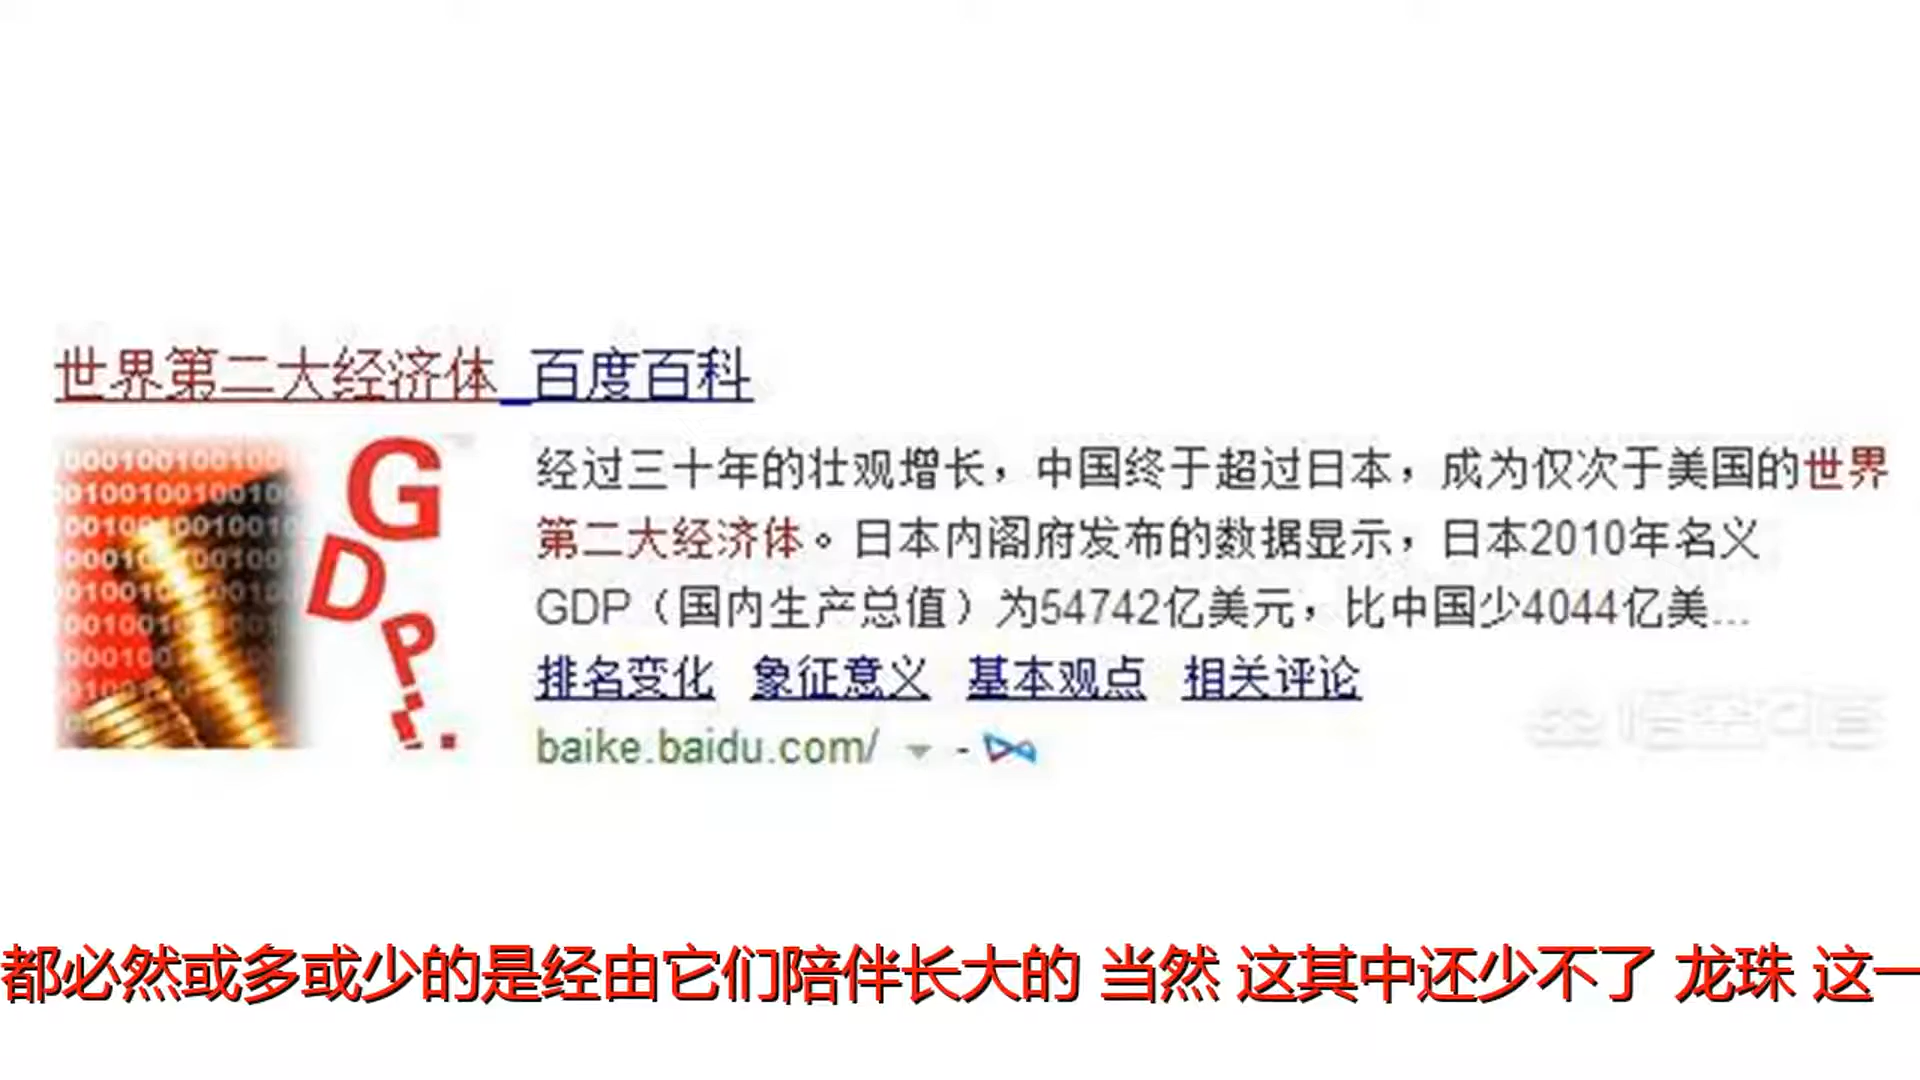 世界第二大经济体_百度百科
GDP
经过三十年的壮观增长，中国终于超过日本，成为仅次于美国的世界
第二大经济体。日本内阁府发布的数据显示，日本2010年名义
GDP（国内生产总值）为54742亿美元，比中国少4044亿美...
排名变化 象征意义 基本观点 相关评论
baike.baidu.com/ -
悟空问答
都必然或多或少的是经由它们陪伴长大的 当然 这其中还少不了 龙珠 这一